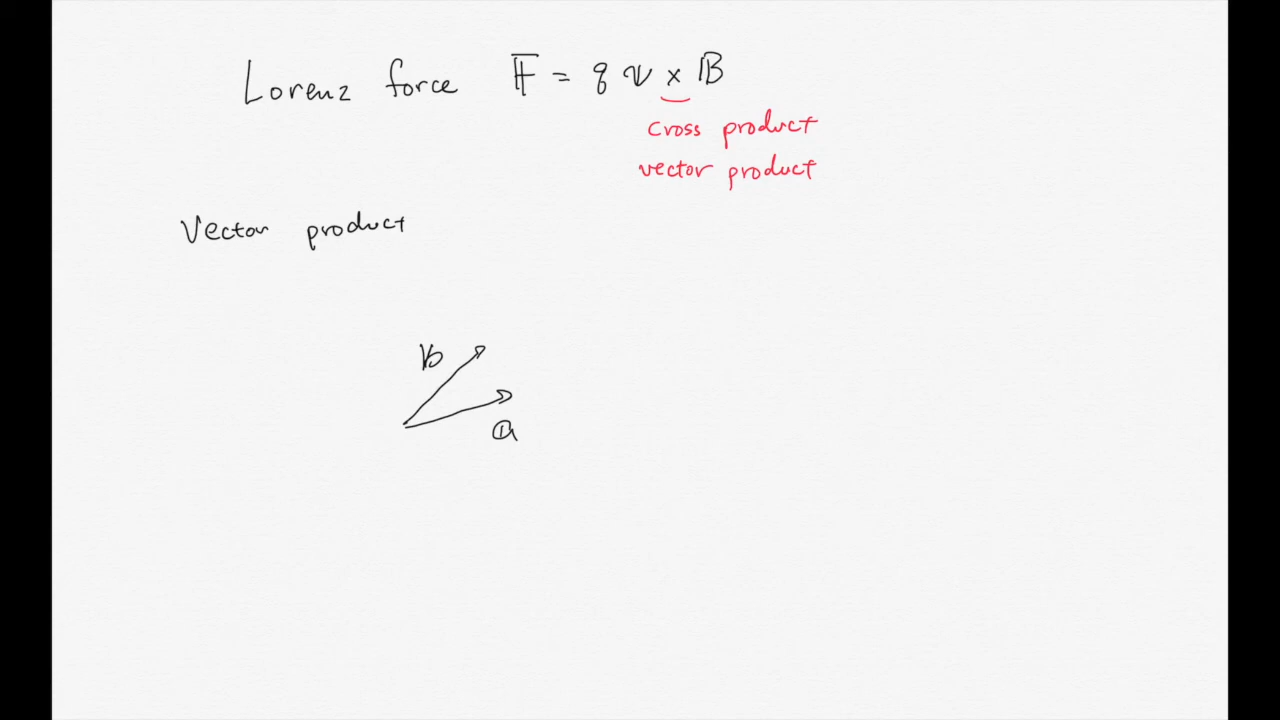 Lorenz force 𝔽 = q 𝕧 × 𝔹
cross product
vector product
Vector product
𝕓
𝕒